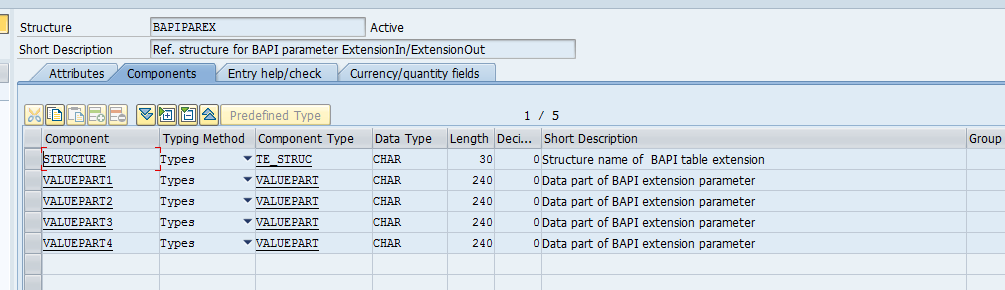 Structure BAPIPAREX Active
Short Description Ref. structure for BAPI parameter ExtensionIn/ExtensionOut
Attributes Components Entry help/check Currency/quantity fields
Predefined Type 1 / 5
Component Typing Method Component Type Data Type Length Deci... Short Description Group
STRUCTURE Types TE_STRUC CHAR 30 0 Structure name of  BAPI table extension
VALUEPART1 Types VALUEPART CHAR 240 0 Data part of BAPI extension parameter
VALUEPART2 Types VALUEPART CHAR 240 0 Data part of BAPI extension parameter
VALUEPART3 Types VALUEPART CHAR 240 0 Data part of BAPI extension parameter
VALUEPART4 Types VALUEPART CHAR 240 0 Data part of BAPI extension parameter